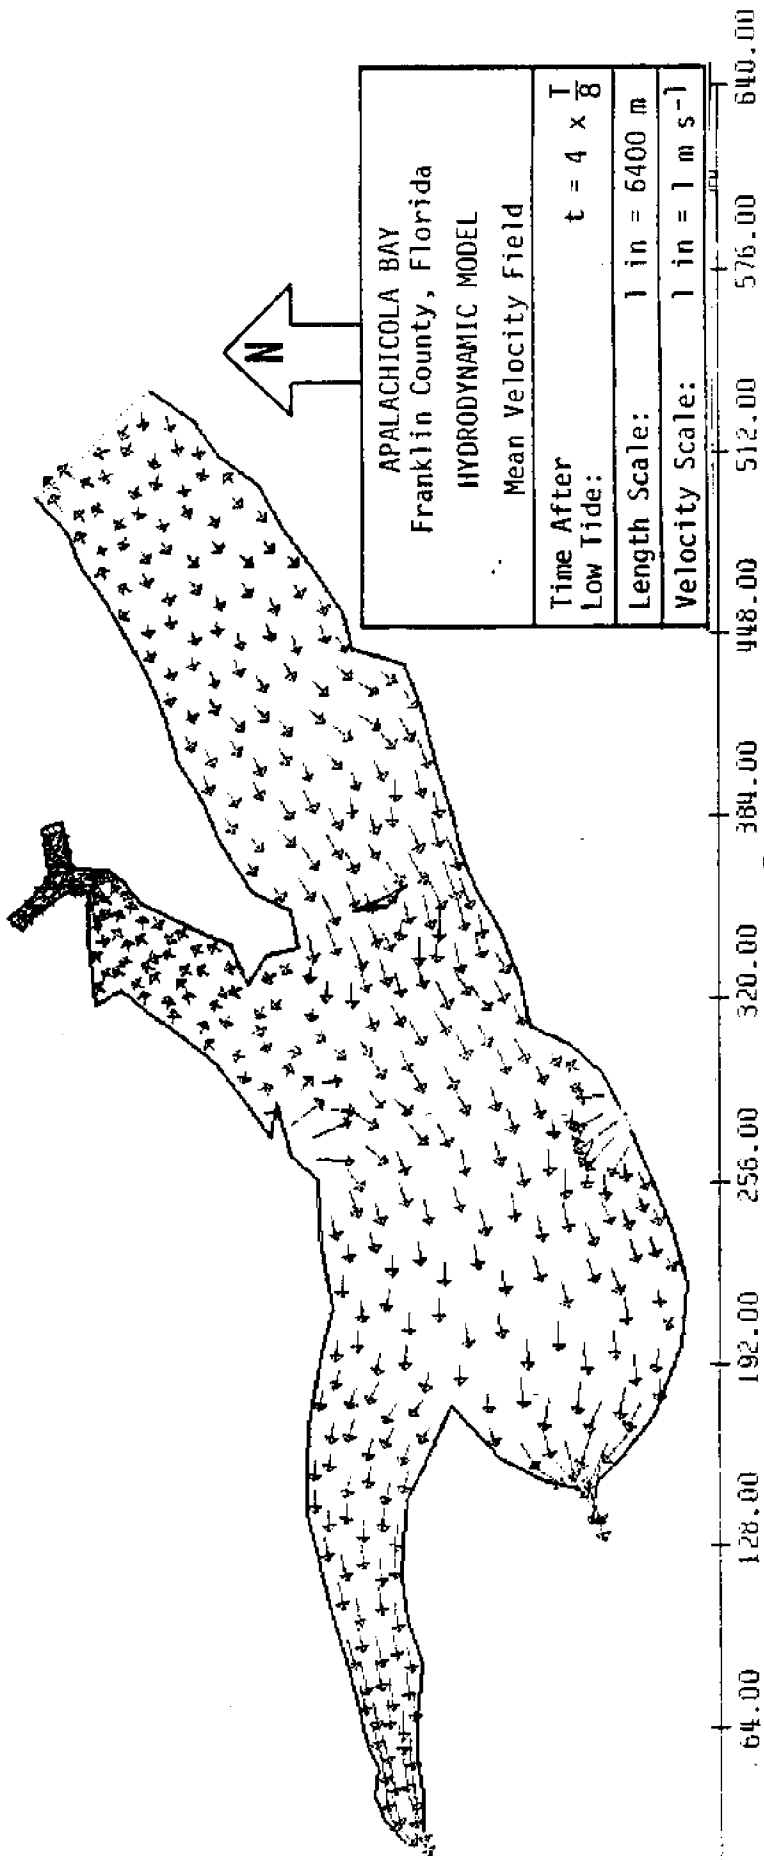 N
APALACHICOLA BAY
Franklin County, Florida
HYDRODYNAMIC MODEL
Mean Velocity Field
Time After
Low Tide: t = 4 x T/8
Length Scale: 1 in = 6400 m
Velocity Scale: 1 in = 1 m s⁻¹
64.00 128.00 192.00 256.00 320.00 384.00 448.00 512.00 576.00 640.00